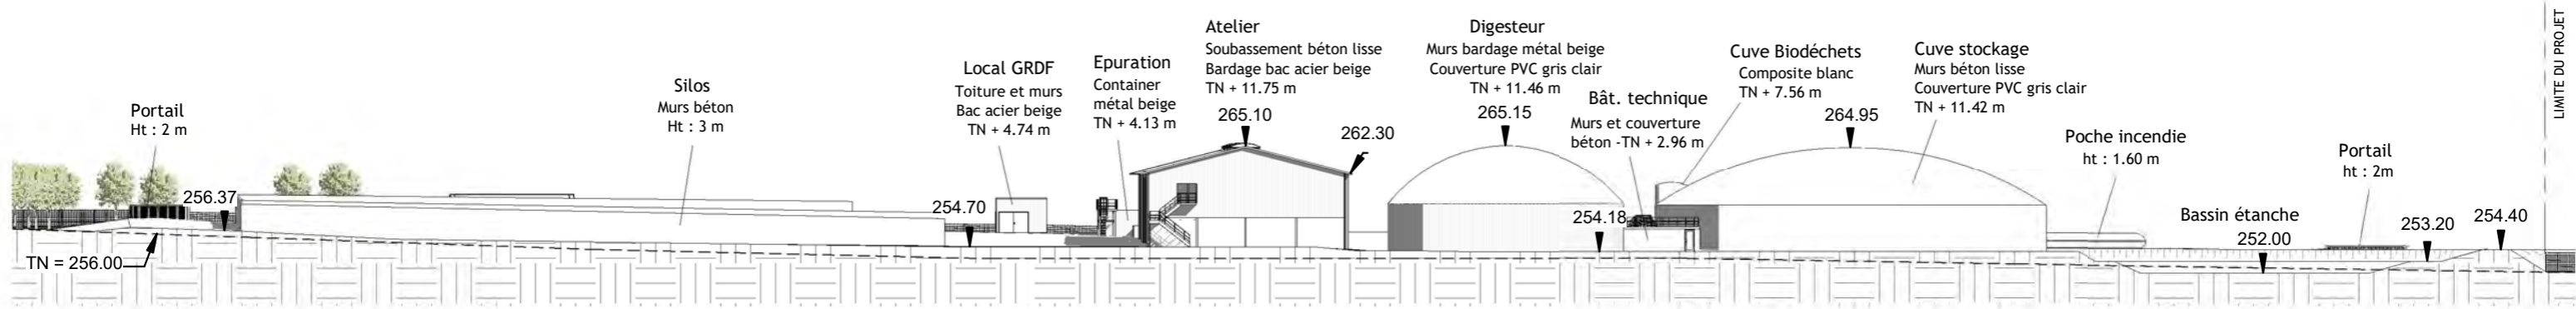 Portail
Ht : 2 m
256.37
TN = 256.00
Silos
Murs béton
Ht : 3 m
254.70
Local GRDF
Toiture et murs
Bac acier beige
TN + 4.74 m
Epuration
Container
métal beige
TN + 4.13 m
Atelier
Soubassement béton lisse
Bardage bac acier beige
TN + 11.75 m
265.10
262.30
Digesteur
Murs bardage métal beige
Couverture PVC gris clair
TN + 11.46 m
265.15
Bât. technique
Murs et couverture
béton -TN + 2.96 m
254.18
Cuve Biodéchets
Composite blanc
TN + 7.56 m
264.95
Cuve stockage
Murs béton lisse
Couverture PVC gris clair
TN + 11.42 m
Poche incendie
ht : 1.60 m
Bassin étanche
252.00
Portail
ht : 2m
253.20
254.40
LIMITE DU PROJET